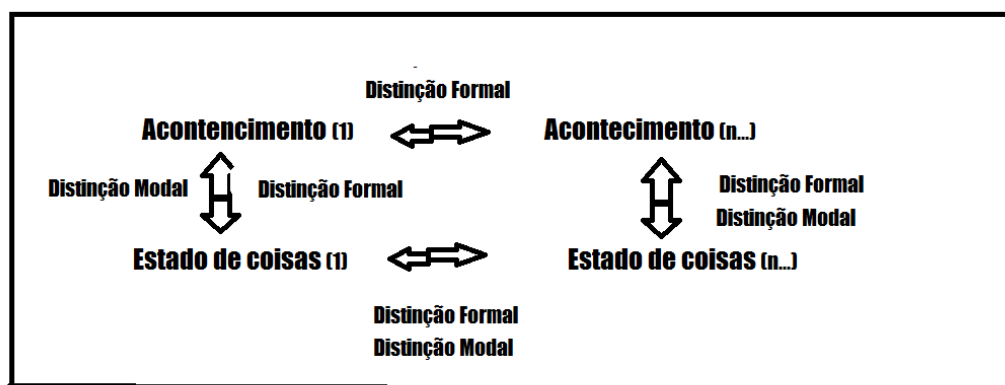 Distinção Formal
Acontencimento (1) Acontecimento (n...)
Distinção Modal Distinção Formal Distinção Formal
Distinção Modal
Estado de coisas (1) Estado de coisas (n...)
Distinção Formal
Distinção Modal